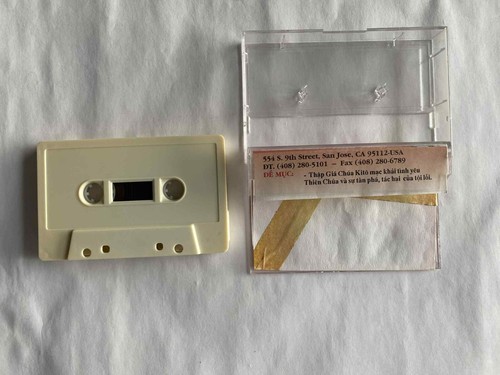 554 S. 9th Street, San Jose, CA 95112-USA
ĐT. (408) 280-5101 – Fax (408) 280-6789
ĐỀ MỤC: - Thập Giá Chúa Kitô mạc khải tình yêu
Thiên Chúa và sự tàn phá, tác hại của tội lỗi.